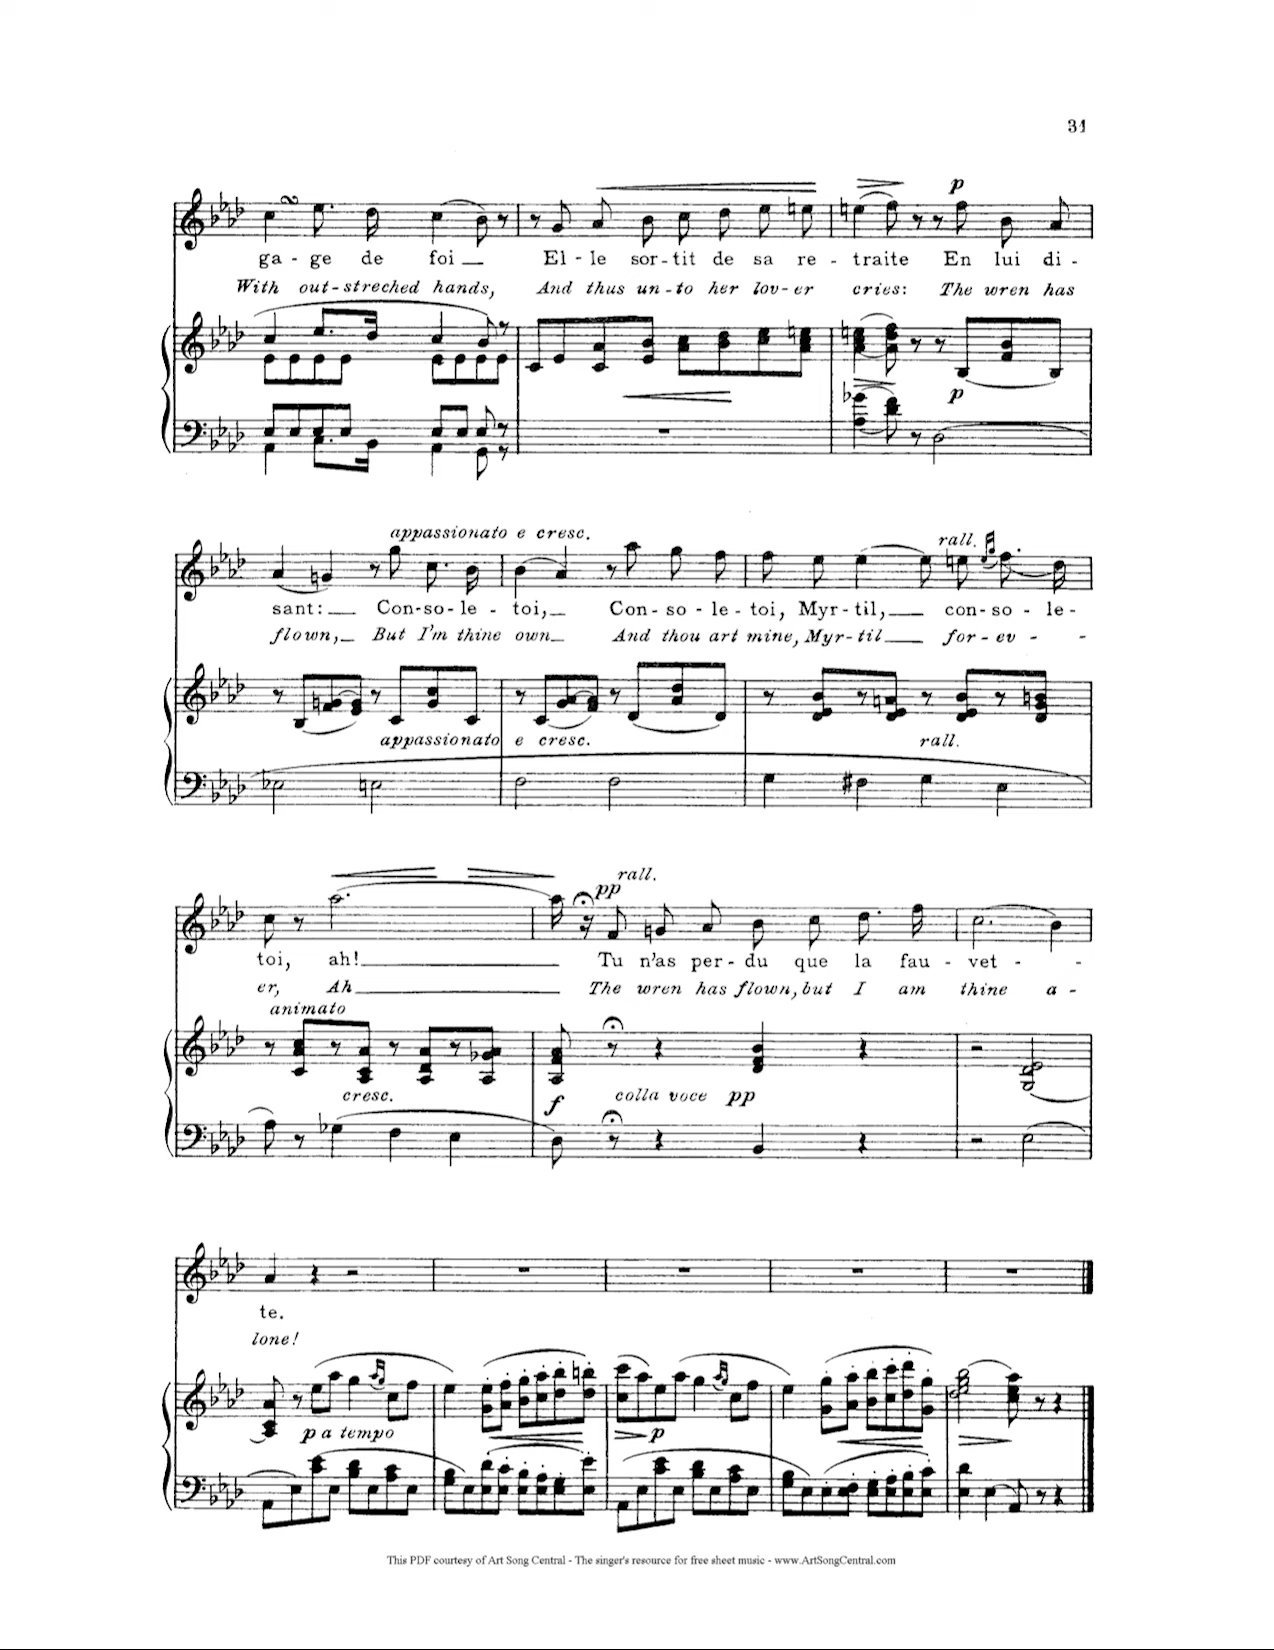 31
p
ga - ge de foi El - le sor - tit de sa re - traite En lui di -
With out - streched hands, And thus un - to her lov - er cries: The wren has
p
appassionato e cresc.
rall.
sant: Con - so - le - toi, Con - so - le - toi, Myr - til, con - so - le -
flown, But I'm thine own And thou art mine, Myr - til for - ev - -
appassionato e cresc. rall.
rall.
pp
toi, ah! Tu n'as per - du que la fau - vet - -
er, Ah The wren has flown, but I am thine a -
animato
cresc. f colla voce pp
te.
lone!
p a tempo p
This PDF courtesy of Art Song Central - The singer's resource for free sheet music - www.ArtSongCentral.com